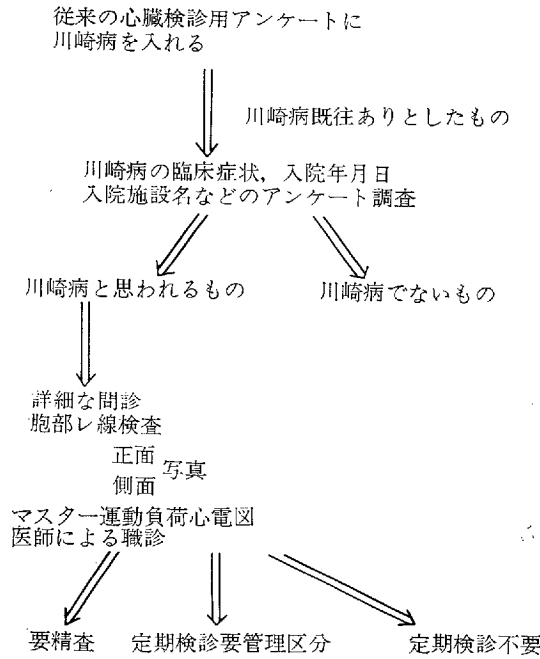 従来の心臓検診用アンケートに
川崎病を入れる
川崎病既往ありとしたもの
川崎病の臨床症状，入院年月日
入院施設名などのアンケート調査
川崎病と思われるもの
川崎病でないもの
詳細な問診
胞部レ線検査
正面
側面
写真
マスター運動負荷心電図
医師による職診
要精査
定期検診要管理区分
定期検診不要